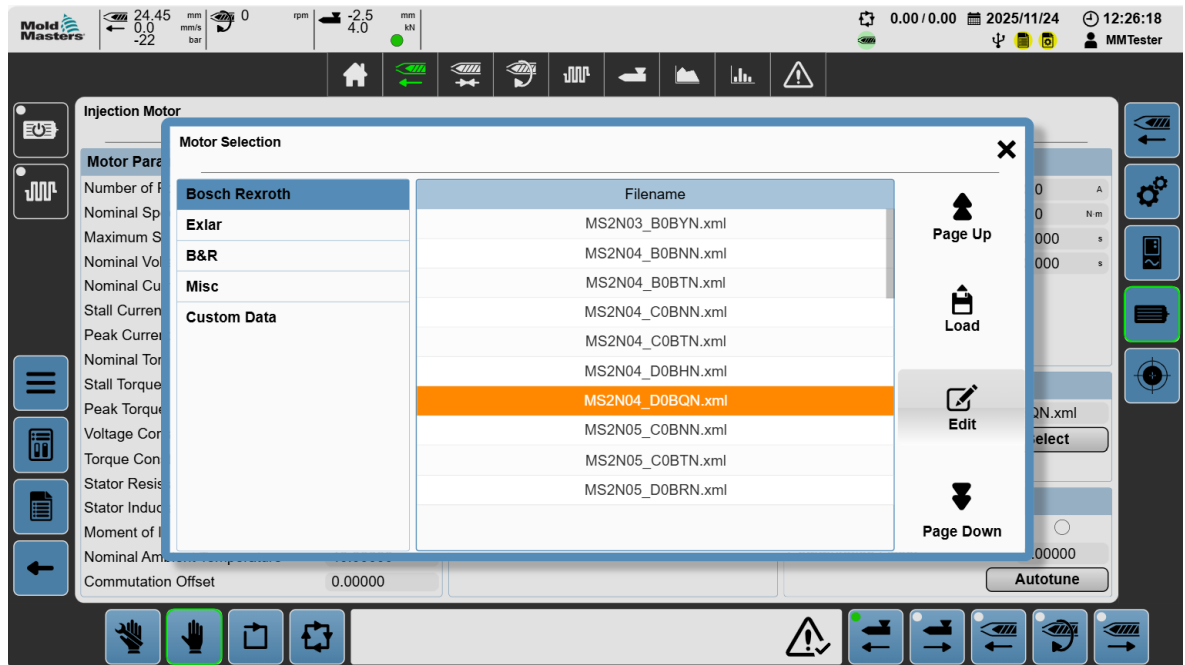 Mold
Masters
24.45 mm
0.0 mm/s
-22 bar
0 rpm
-2.5 mm
4.0 kN
0.00 / 0.00 2025/11/24 12:26:18
MMTester
Injection Motor
Motor Selection
Motor Para
Number of
Nominal Sp
Maximum S
Nominal Vol
Nominal Cu
Stall Curren
Peak Currer
Nominal Tor
Stall Torque
Peak Torque
Voltage Con
Torque Con
Stator Resis
Stator Induc
Moment of I
Nominal Ambient Temperature
Commutation Offset 0.00000
Bosch Rexroth
Exlar
B&R
Misc
Custom Data
Filename
MS2N03_B0BYN.xml
MS2N04_B0BNN.xml
MS2N04_B0BTN.xml
MS2N04_C0BNN.xml
MS2N04_C0BTN.xml
MS2N04_D0BHN.xml
MS2N04_D0BQN.xml
MS2N05_C0BNN.xml
MS2N05_C0BTN.xml
MS2N05_D0BRN.xml
Page Up
Load
Edit
Page Down
0 A
0 N·m
000 s
000 s
QN.xml
elect
.00000
Autotune